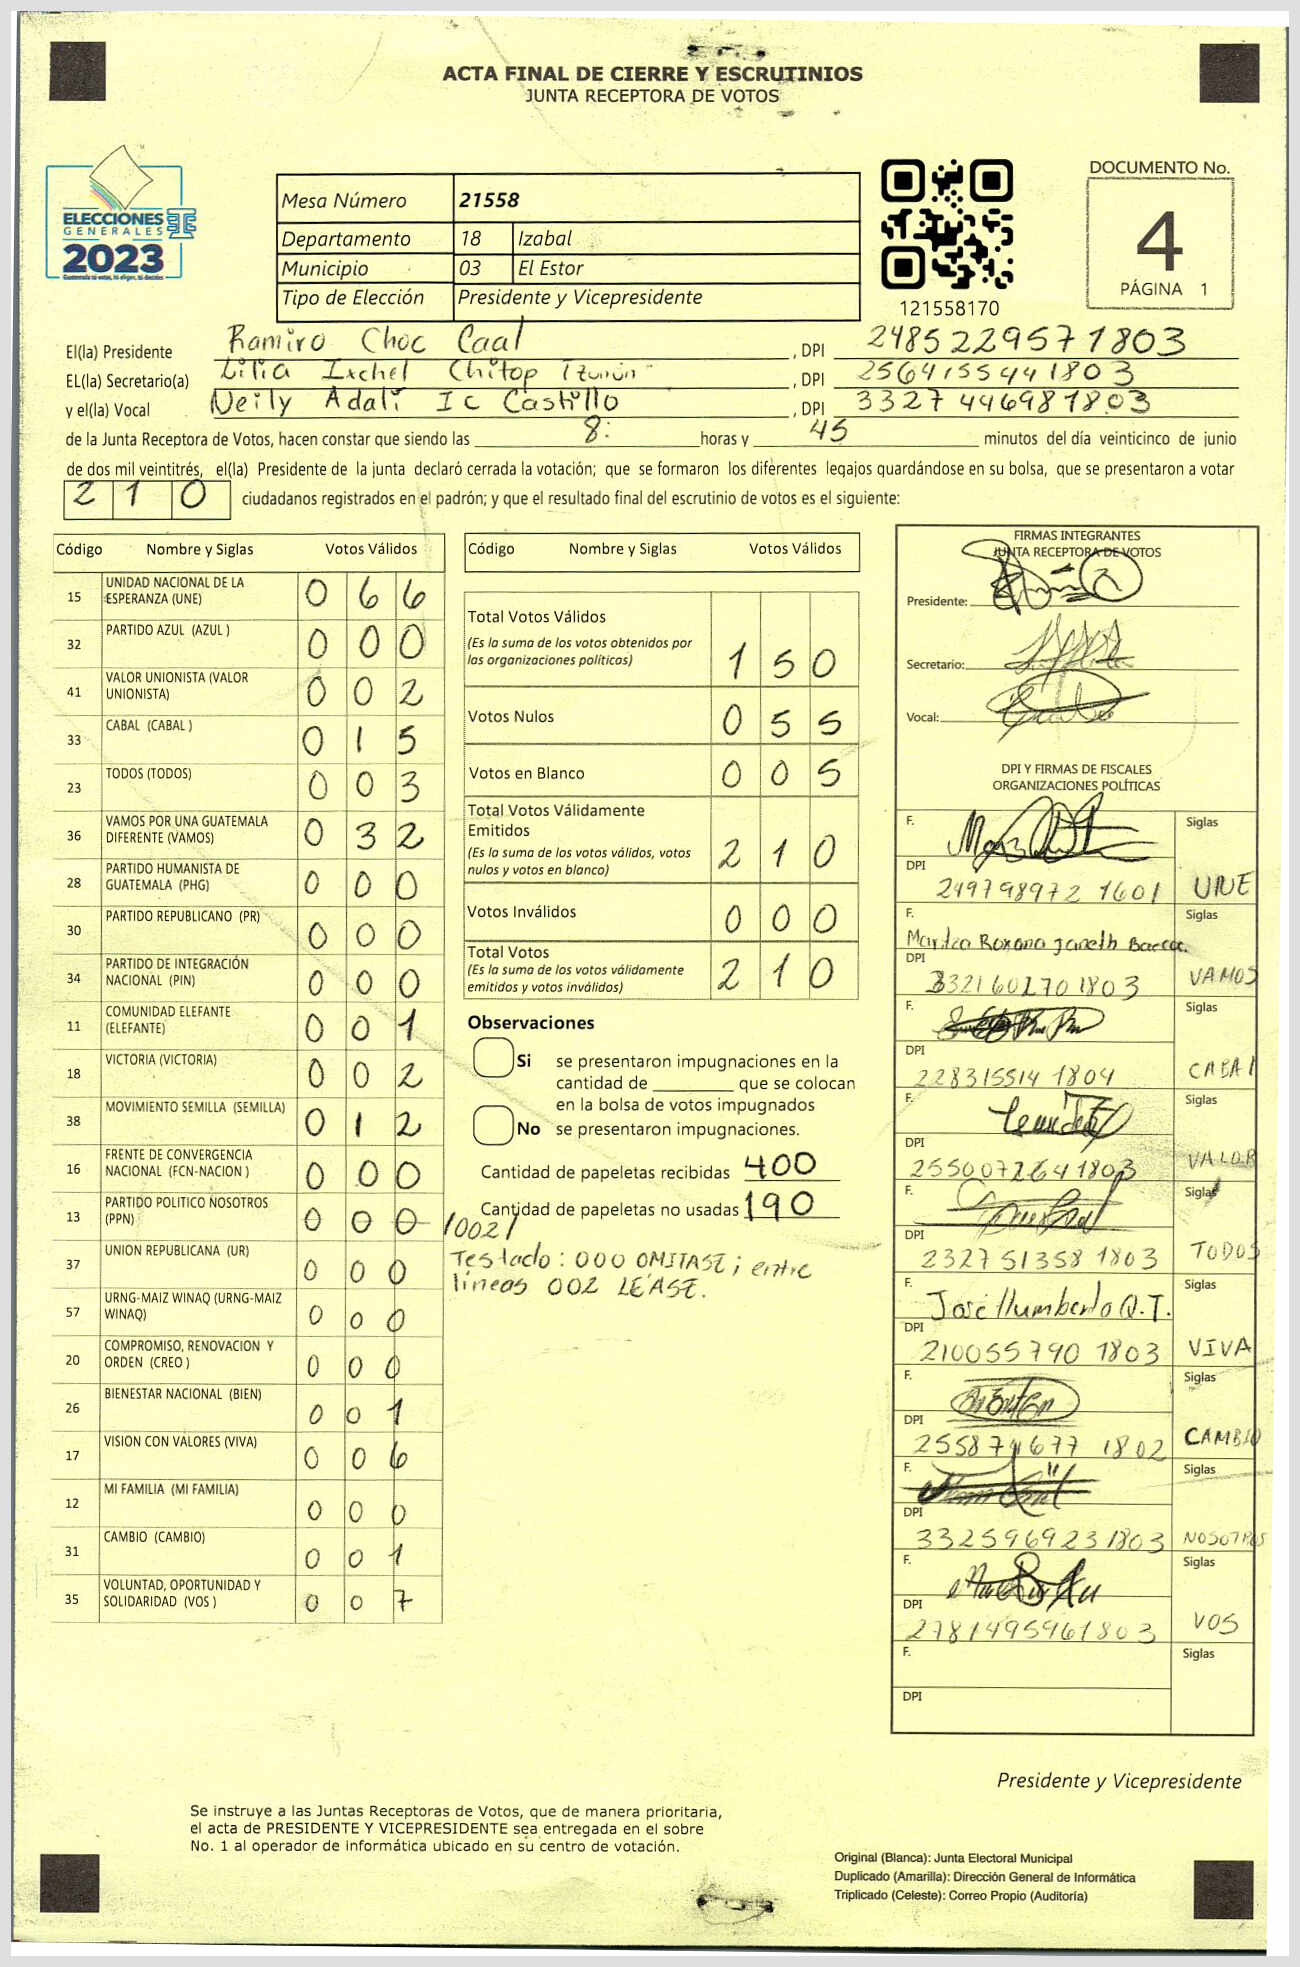 ACTA FINAL DE CIERRE Y ESCRUTINIOS
JUNTA RECEPTORA DE VOTOS
ELECCIONES
GENERALES
2023
Mesa Número 21558
Departamento 18 Izabal
Municipio 03 El Estor
Tipo de Elección Presidente y Vicepresidente
121558170
DOCUMENTO No.
4
PÁGINA 1
El(la) Presidente Ramiro Choc Caal , DPI 2485229571803
EL(la) Secretario(a) Lilia Ixchel Chitop , DPI 2564155441803
y el(la) Vocal Neily Adalí Ic Castillo , DPI 3327446981803
de la Junta Receptora de Votos, hacen constar que siendo las 8: horas y 45 minutos del día veinticinco de junio
de dos mil veintitrés, el(la) Presidente de la junta declaró cerrada la votación; que se formaron los diferentes legajos guardándose en su bolsa, que se presentaron a votar
210 ciudadanos registrados en el padrón; y que el resultado final del escrutinio de votos es el siguiente:
Código Nombre y Siglas Votos Válidos
15 UNIDAD NACIONAL DE LA
ESPERANZA (UNE) 0 6 6
32 PARTIDO AZUL (AZUL ) 0 0 0
41 VALOR UNIONISTA (VALOR
UNIONISTA) 0 0 2
33 CABAL (CABAL ) 0 1 5
23 TODOS (TODOS) 0 0 3
36 VAMOS POR UNA GUATEMALA
DIFERENTE (VAMOS) 0 3 2
28 PARTIDO HUMANISTA DE
GUATEMALA (PHG) 0 0 0
30 PARTIDO REPUBLICANO (PR) 0 0 0
34 PARTIDO DE INTEGRACIÓN
NACIONAL (PIN) 0 0 0
11 COMUNIDAD ELEFANTE
(ELEFANTE) 0 0 1
18 VICTORIA (VICTORIA) 0 0 2
38 MOVIMIENTO SEMILLA (SEMILLA) 0 1 2
16 FRENTE DE CONVERGENCIA
NACIONAL (FCN-NACION ) 0 0 0
13 PARTIDO POLITICO NOSOTROS
(PPN) 0 0 0 /002/
37 UNION REPUBLICANA (UR) 0 0 0
57 URNG-MAIZ WINAQ (URNG-MAIZ
WINAQ) 0 0 0
20 COMPROMISO, RENOVACION Y
ORDEN (CREO ) 0 0 0
26 BIENESTAR NACIONAL (BIEN) 0 0 1
17 VISION CON VALORES (VIVA) 0 0 6
12 MI FAMILIA (MI FAMILIA) 0 0 0
31 CAMBIO (CAMBIO) 0 0 1
35 VOLUNTAD, OPORTUNIDAD Y
SOLIDARIDAD (VOS ) 0 0 7
Código Nombre y Siglas Votos Válidos
Total Votos Válidos
(Es la suma de los votos obtenidos por
las organizaciones políticas) 1 5 0
Votos Nulos 0 5 5
Votos en Blanco 0 0 5
Total Votos Válidamente
Emitidos
(Es la suma de los votos válidos, votos
nulos y votos en blanco) 2 1 0
Votos Inválidos 0 0 0
Total Votos
(Es la suma de los votos válidamente
emitidos y votos inválidos) 2 1 0
Observaciones
Si se presentaron impugnaciones en la
cantidad de ________ que se colocan
en la bolsa de votos impugnados
No se presentaron impugnaciones.
Cantidad de papeletas recibidas 400
Cantidad de papeletas no usadas 190
Testado: 000 OMITASE; entre
líneas 002 LÉASE.
FIRMAS INTEGRANTES
JUNTA RECEPTORA DE VOTOS
Presidente:
Secretario:
Vocal:
DPI Y FIRMAS DE FISCALES
ORGANIZACIONES POLÍTICAS
F. Siglas
DPI 249798972 1601 UNE
F. Maritza Roxana Janeth Siglas
DPI 332160270 1803 VAMOS
F. Siglas
DPI 228315514 1804 CABAL
F. Siglas
DPI 255007264 1803 VALOR
F. Siglas
DPI 232751358 1803 TODOS
F. José Humberto Q.T. Siglas
DPI 210055790 1803 VIVA
F. Siglas
DPI 255871677 1802 CAMBIO
F. Siglas
DPI 332596923 1803 NOSOTROS
F. Siglas
DPI 2781495961803 VOS
F. Siglas
DPI
Presidente y Vicepresidente
Se instruye a las Juntas Receptoras de Votos, que de manera prioritaria,
el acta de PRESIDENTE Y VICEPRESIDENTE sea entregada en el sobre
No. 1 al operador de informática ubicado en su centro de votación.
Original (Blanca): Junta Electoral Municipal
Duplicado (Amarilla): Dirección General de Informática
Triplicado (Celeste): Correo Propio (Auditoría)